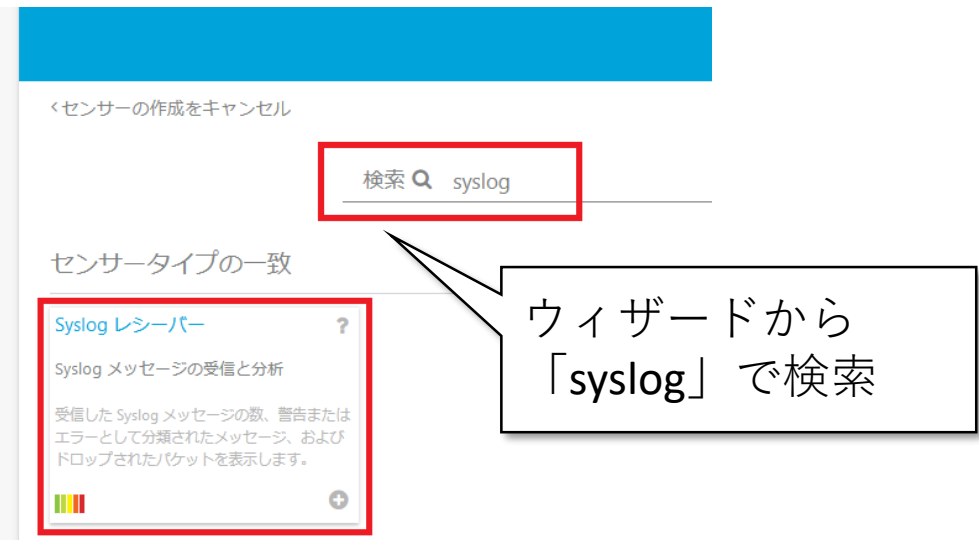 <センサーの作成をキャンセル
検索 syslog
センサータイプの一致
Syslog レシーバー ?
Syslog メッセージの受信と分析
受信した Syslog メッセージの数、警告または
エラーとして分類されたメッセージ、および
ドロップされたパケットを表示します。
ウィザードから
「syslog」で検索